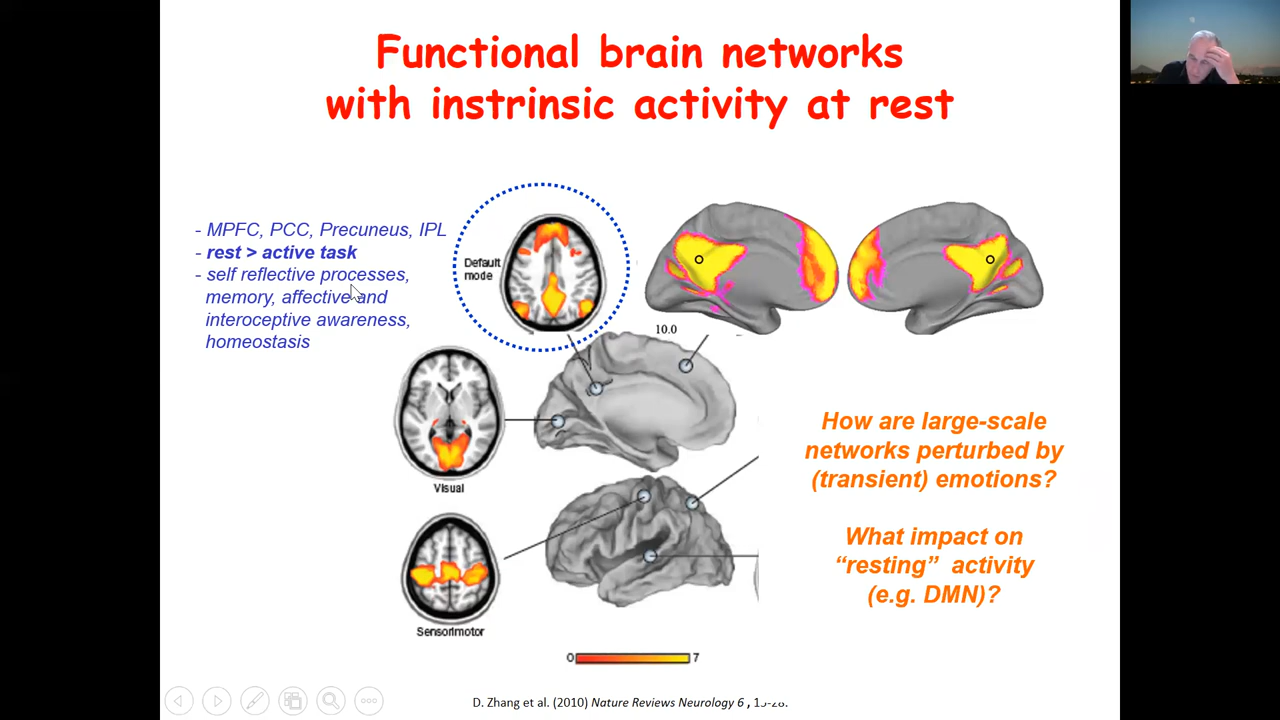 Functional brain networks
with instrinsic activity at rest
- MPFC, PCC, Precuneus, IPL
- rest > active task
- self reflective processes,
memory, affective and
interoceptive awareness,
homeostasis
Default
mode
10.0
Visual
Sensorimotor
How are large-scale
networks perturbed by
(transient) emotions?
What impact on
“resting” activity
(e.g. DMN)?
0
7
D. Zhang et al. (2010) Nature Reviews Neurology 6 ,